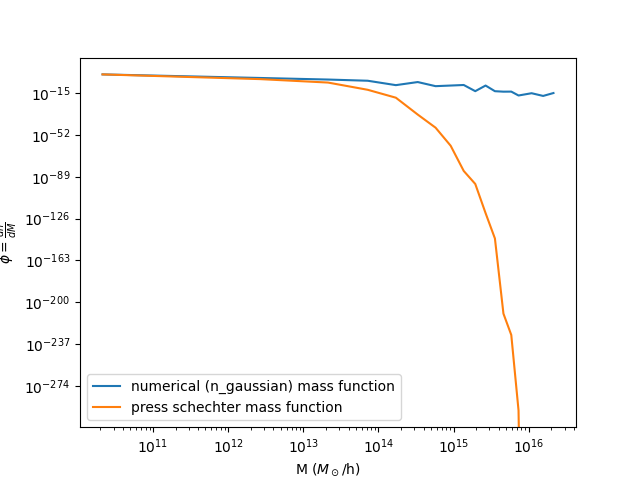 10^{-15}
10^{-52}
10^{-89}
10^{-126}
10^{-163}
10^{-200}
10^{-237}
10^{-274}
ϕ = dn/dM
numerical (n_gaussian) mass function
press schechter mass function
10^{11} 10^{12} 10^{13} 10^{14} 10^{15} 10^{16}
M (M_⊙/h)